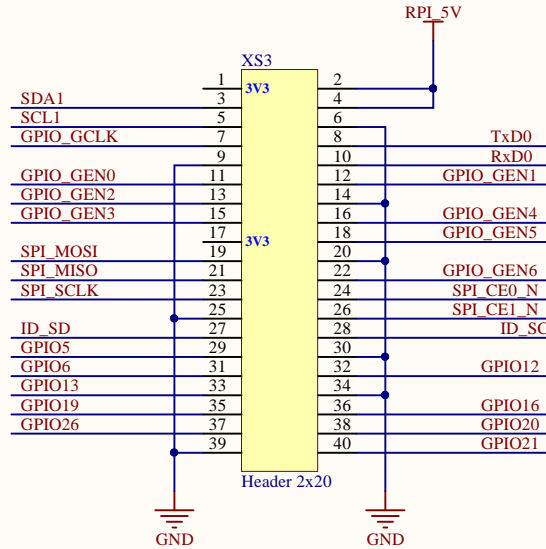 RPI_5V
XS3
1 3V3 2
SDA1 3 4
SCL1 5 6
GPIO_GCLK 7 8 TxD0
9 10 RxD0
GPIO_GEN0 11 12 GPIO_GEN1
GPIO_GEN2 13 14
GPIO_GEN3 15 16 GPIO_GEN4
17 3V3 18 GPIO_GEN5
SPI_MOSI 19 20
SPI_MISO 21 22 GPIO_GEN6
SPI_SCLK 23 24 SPI_CE0_N
25 26 SPI_CE1_N
ID_SD 27 28 ID_SC
GPIO5 29 30
GPIO6 31 32 GPIO12
GPIO13 33 34
GPIO19 35 36 GPIO16
GPIO26 37 38 GPIO20
39 40 GPIO21
Header 2x20
GND GND